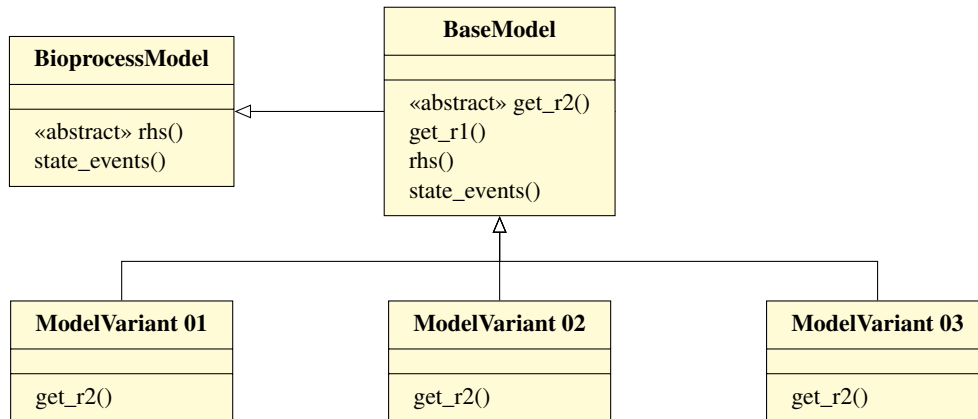 BioprocessModel
«abstract» rhs()
state_events()
BaseModel
«abstract» get_r2()
get_r1()
rhs()
state_events()
ModelVariant 01
get_r2()
ModelVariant 02
get_r2()
ModelVariant 03
get_r2()